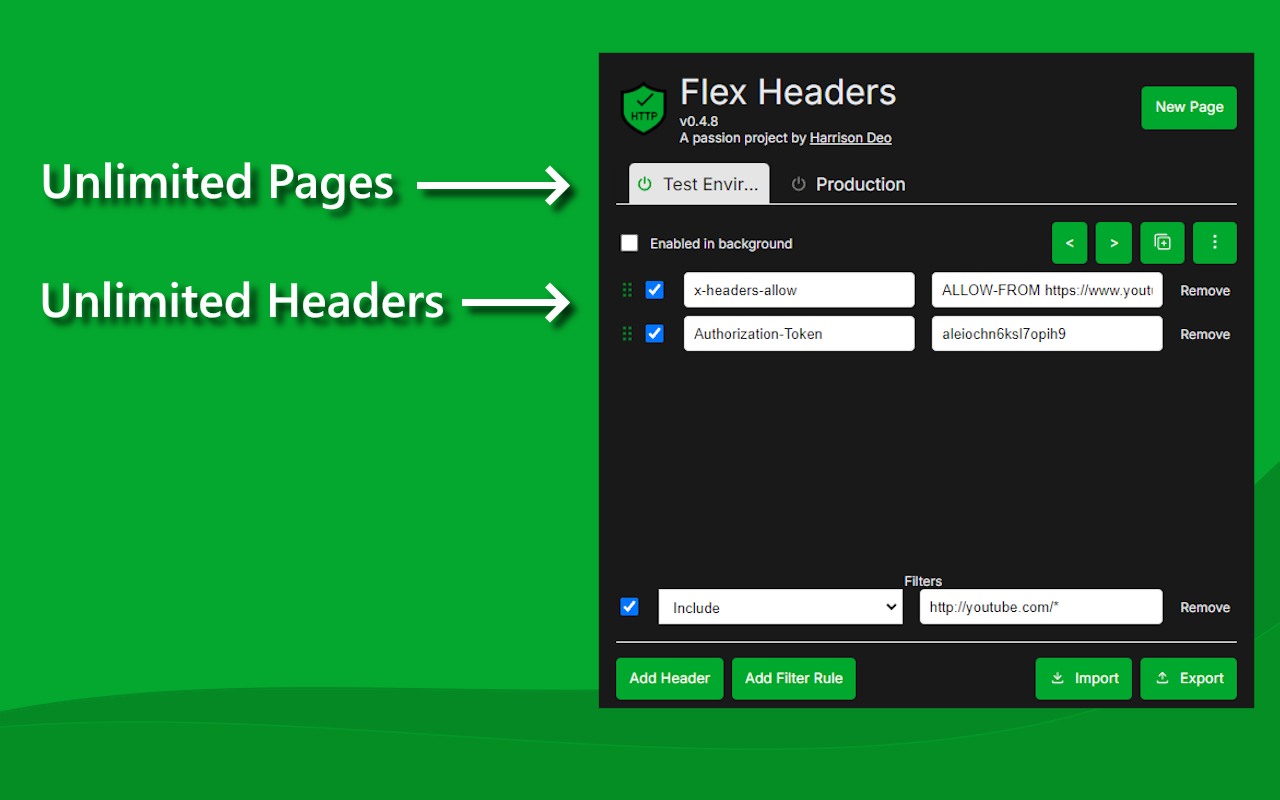 Flex Headers
HTTP
v0.4.8
A passion project by Harrison Deo
New Page
Unlimited Pages
Test Envir...
Production
Enabled in background
<
>
Unlimited Headers
x-headers-allow
ALLOW-FROM https://www.yout
Remove
Authorization-Token
aleiochn6ksl7opih9
Remove
Filters
Include
http://youtube.com/*
Remove
Add Header
Add Filter Rule
Import
Export